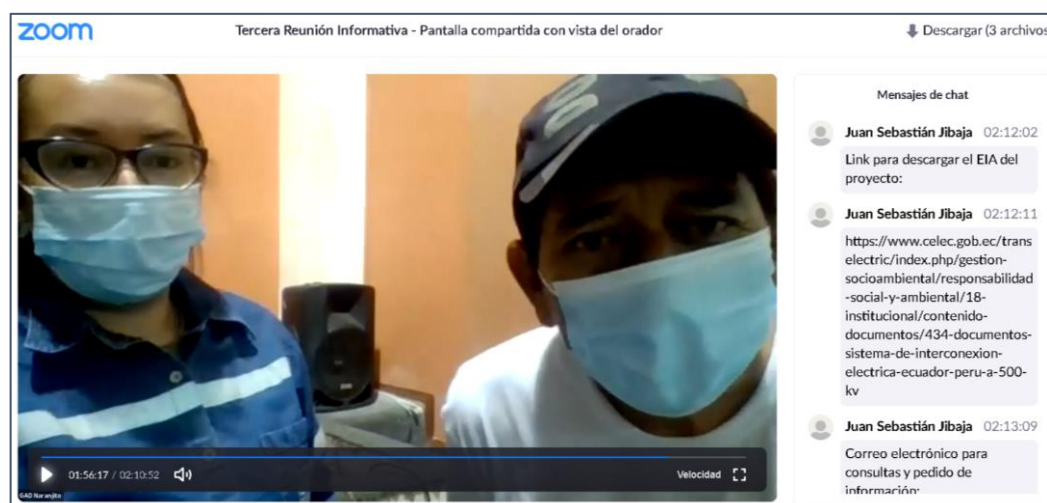 zoom
Tercera Reunión Informativa - Pantalla compartida con vista del orador
Descargar (3 archivos
Mensajes de chat
Juan Sebastián Jibaja 02:12:02
Link para descargar el EIA del
proyecto:
Juan Sebastián Jibaja 02:12:11
https://www.celec.gob.ec/trans
electric/index.php/gestion-
socioambiental/responsabilidad
-social-y-ambiental/18-
institucional/contenido-
documentos/434-documentos-
sistema-de-interconexion-
electrica-ecuador-peru-a-500-
kv
Juan Sebastián Jibaja 02:13:09
Correo electrónico para
consultas y pedido de
información:
01:56:17 / 02:10:52
Velocidad
GAD Naranjito